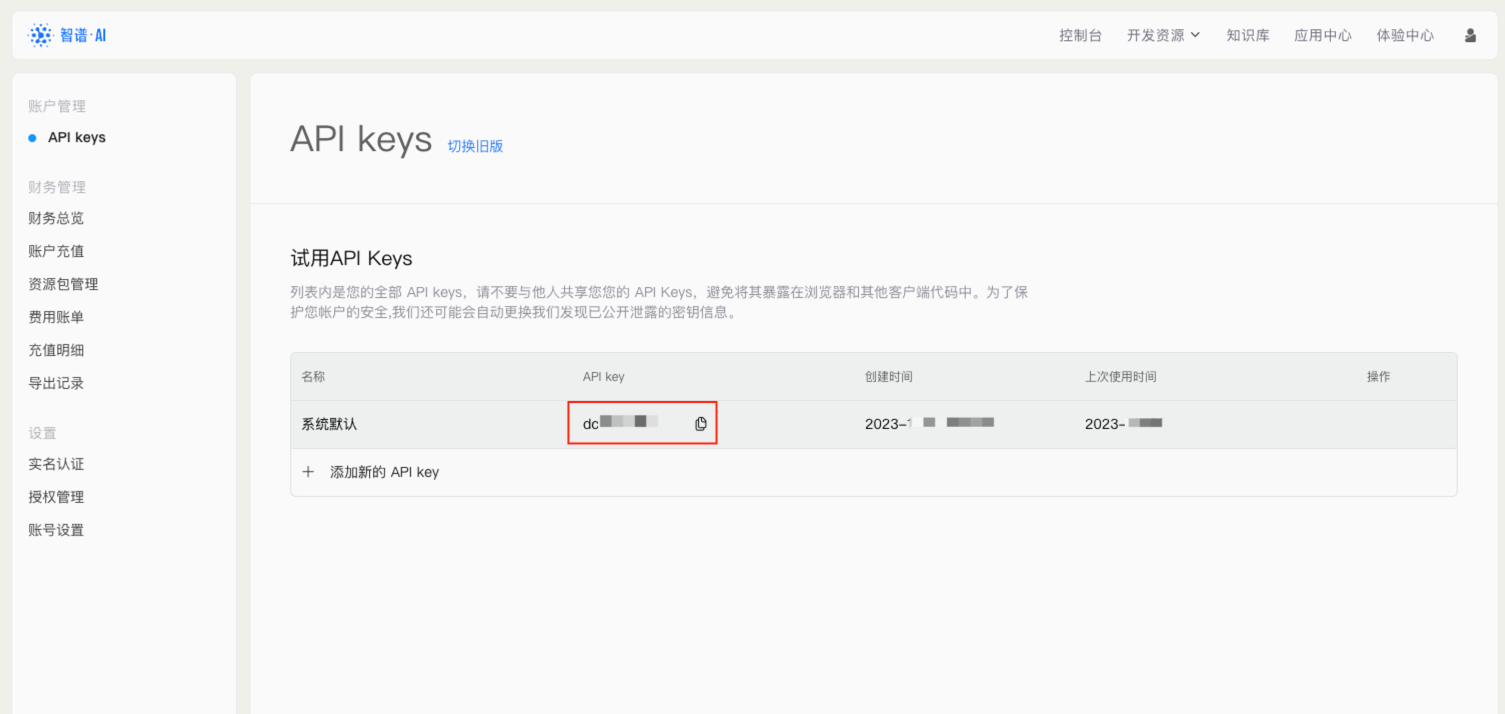 智谱·AI
控制台 开发资源 知识库 应用中心 体验中心
账户管理
API keys
财务管理
财务总览
账户充值
资源包管理
费用账单
充值明细
导出记录
设置
实名认证
授权管理
账号设置
API keys 切换旧版
试用API Keys
列表内是您的全部 API keys，请不要与他人共享您您的 API Keys，避免将其暴露在浏览器和其他客户端代码中。为了保
护您帐户的安全,我们还可能会自动更换我们发现已公开泄露的密钥信息。
名称 API key 创建时间 上次使用时间 操作
系统默认 dc 2023- 2023-
添加新的 API key